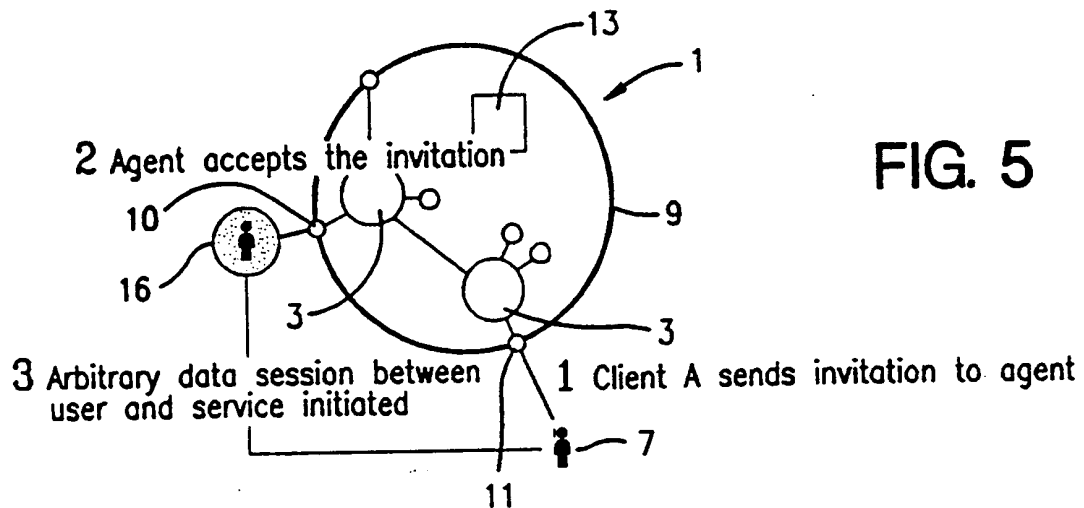 13
1
FIG. 5
2 Agent accepts the invitation
10
9
16
3
3
3 Arbitrary data session between
user and service initiated
1 Client A sends invitation to agent
7
11